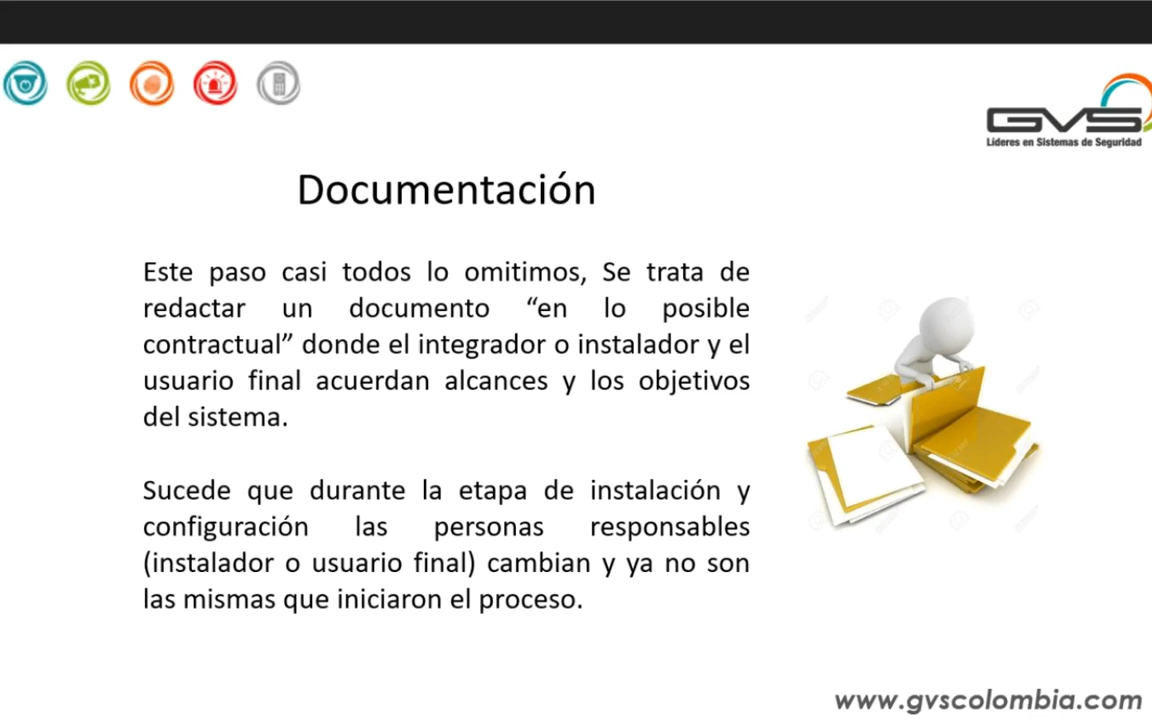 GVS
Líderes en Sistemas de Seguridad
Documentación
Este paso casi todos lo omitimos, Se trata de
redactar un documento “en lo posible
contractual” donde el integrador o instalador y el
usuario final acuerdan alcances y los objetivos
del sistema.
Sucede que durante la etapa de instalación y
configuración las personas responsables
(instalador o usuario final) cambian y ya no son
las mismas que iniciaron el proceso.
www.gvscolombia.com